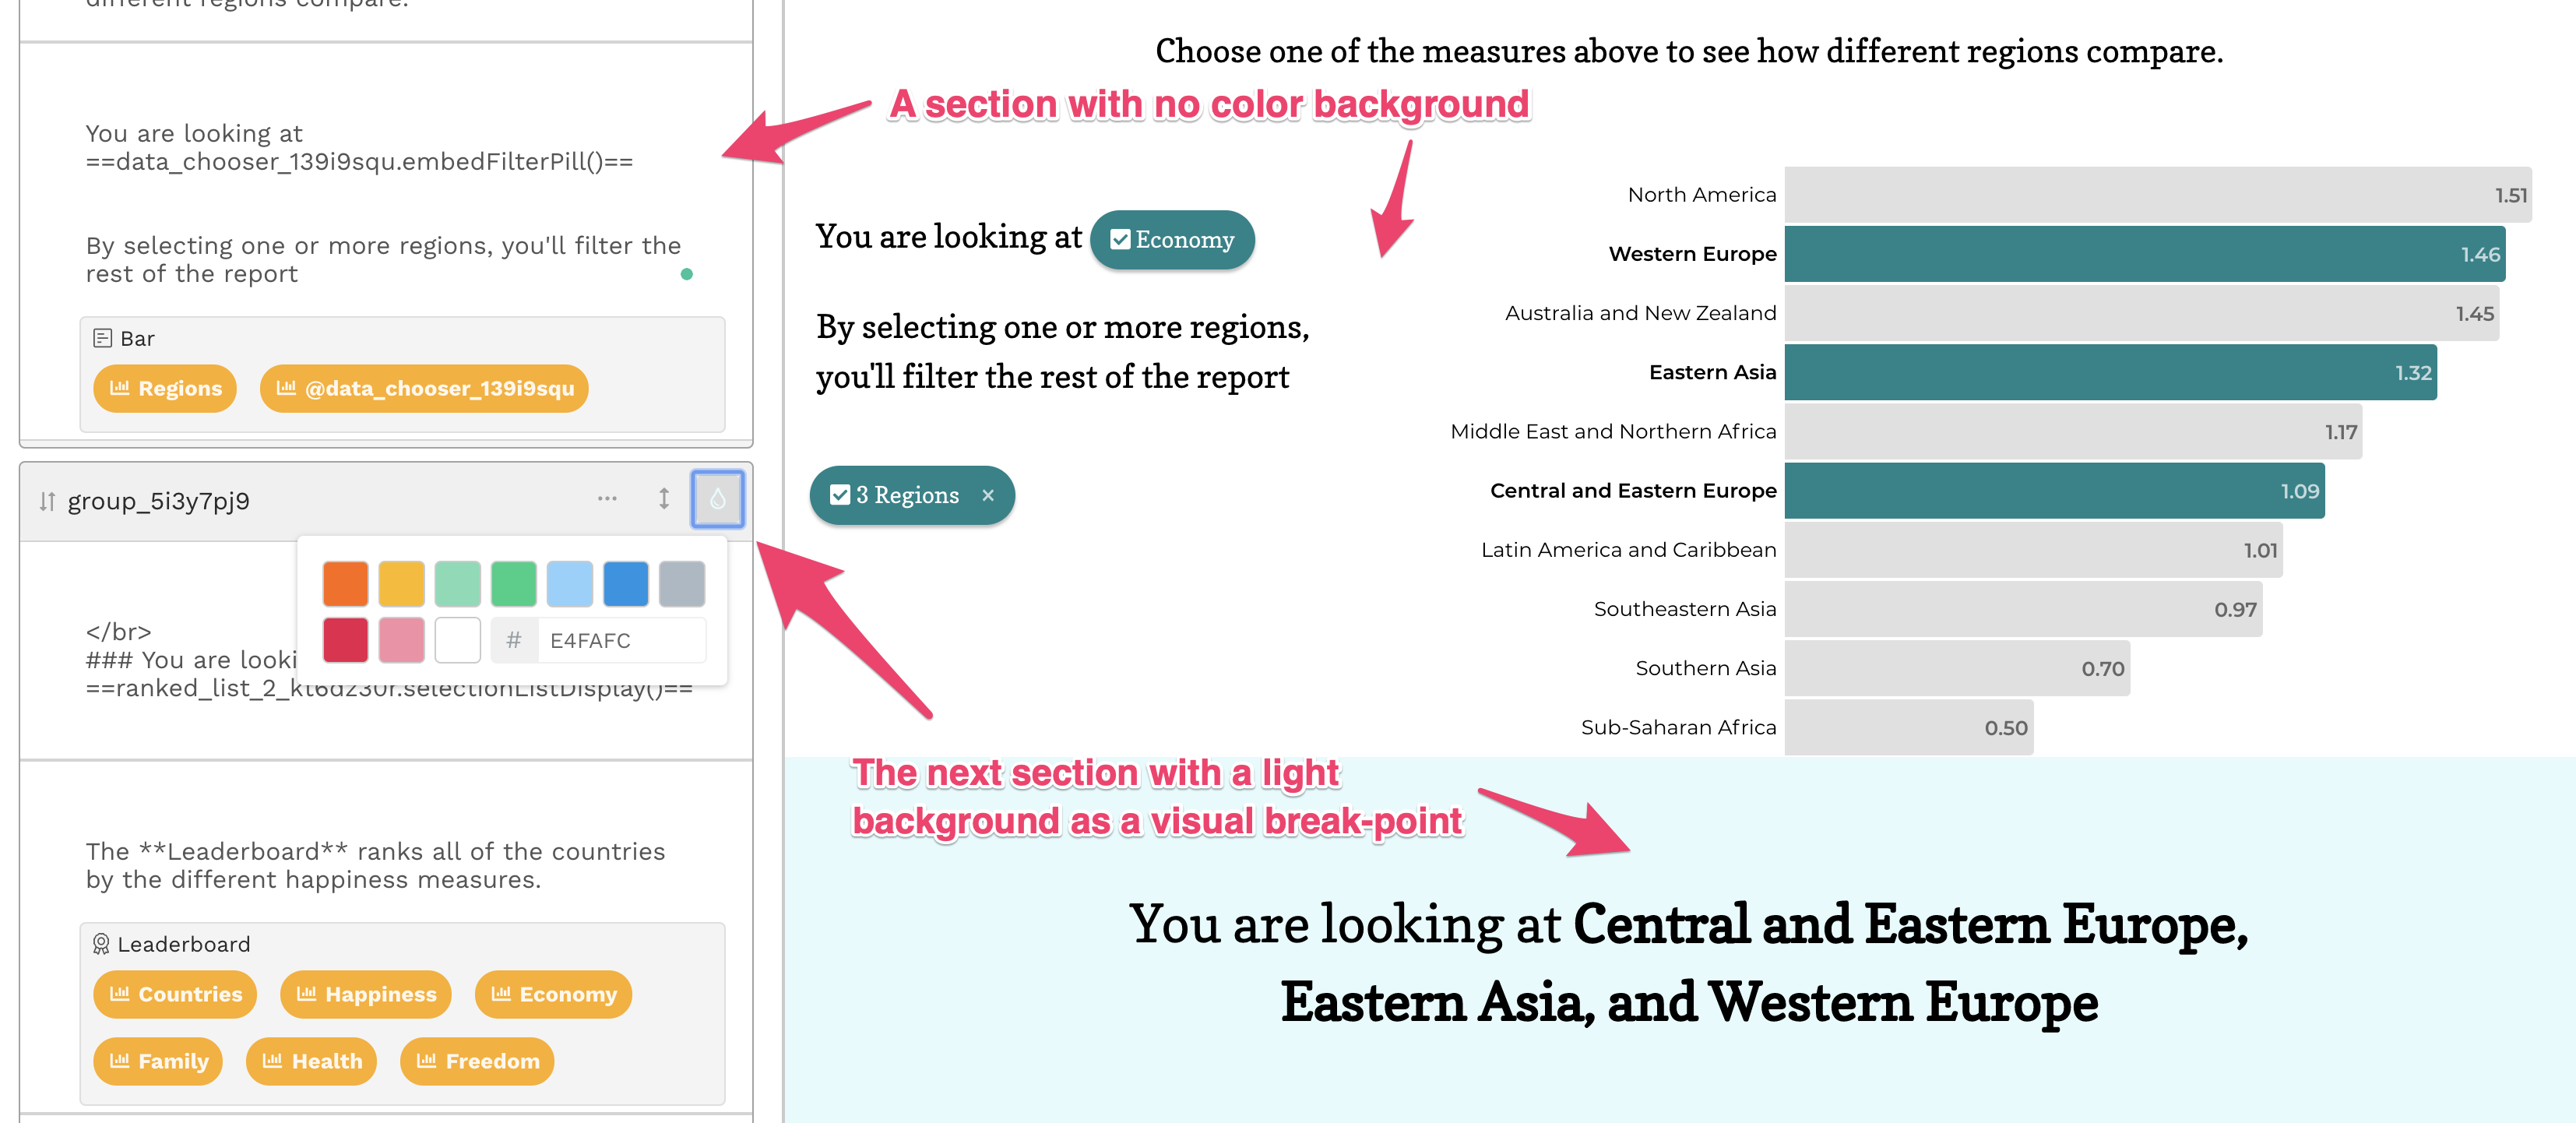 different regions compare.
You are looking at
==data_chooser_139i9squ.embedFilterPill()==
By selecting one or more regions, you'll filter the
rest of the report
Bar
Regions
@data_chooser_139i9squ
group_5i3y7pj9
# E4FAFC
</br>
### You are looki
==ranked_list_2_kt6d230r.selectionListDisplay()==
The **Leaderboard** ranks all of the countries
by the different happiness measures.
Leaderboard
Countries Happiness Economy
Family Health Freedom
Choose one of the measures above to see how different regions compare.
A section with no color background
You are looking at Economy
By selecting one or more regions,
you'll filter the rest of the report
3 Regions ×
North America 1.51
Western Europe 1.46
Australia and New Zealand 1.45
Eastern Asia 1.32
Middle East and Northern Africa 1.17
Central and Eastern Europe 1.09
Latin America and Caribbean 1.01
Southeastern Asia 0.97
Southern Asia 0.70
Sub-Saharan Africa 0.50
The next section with a light
background as a visual break-point
You are looking at Central and Eastern Europe,
Eastern Asia, and Western Europe